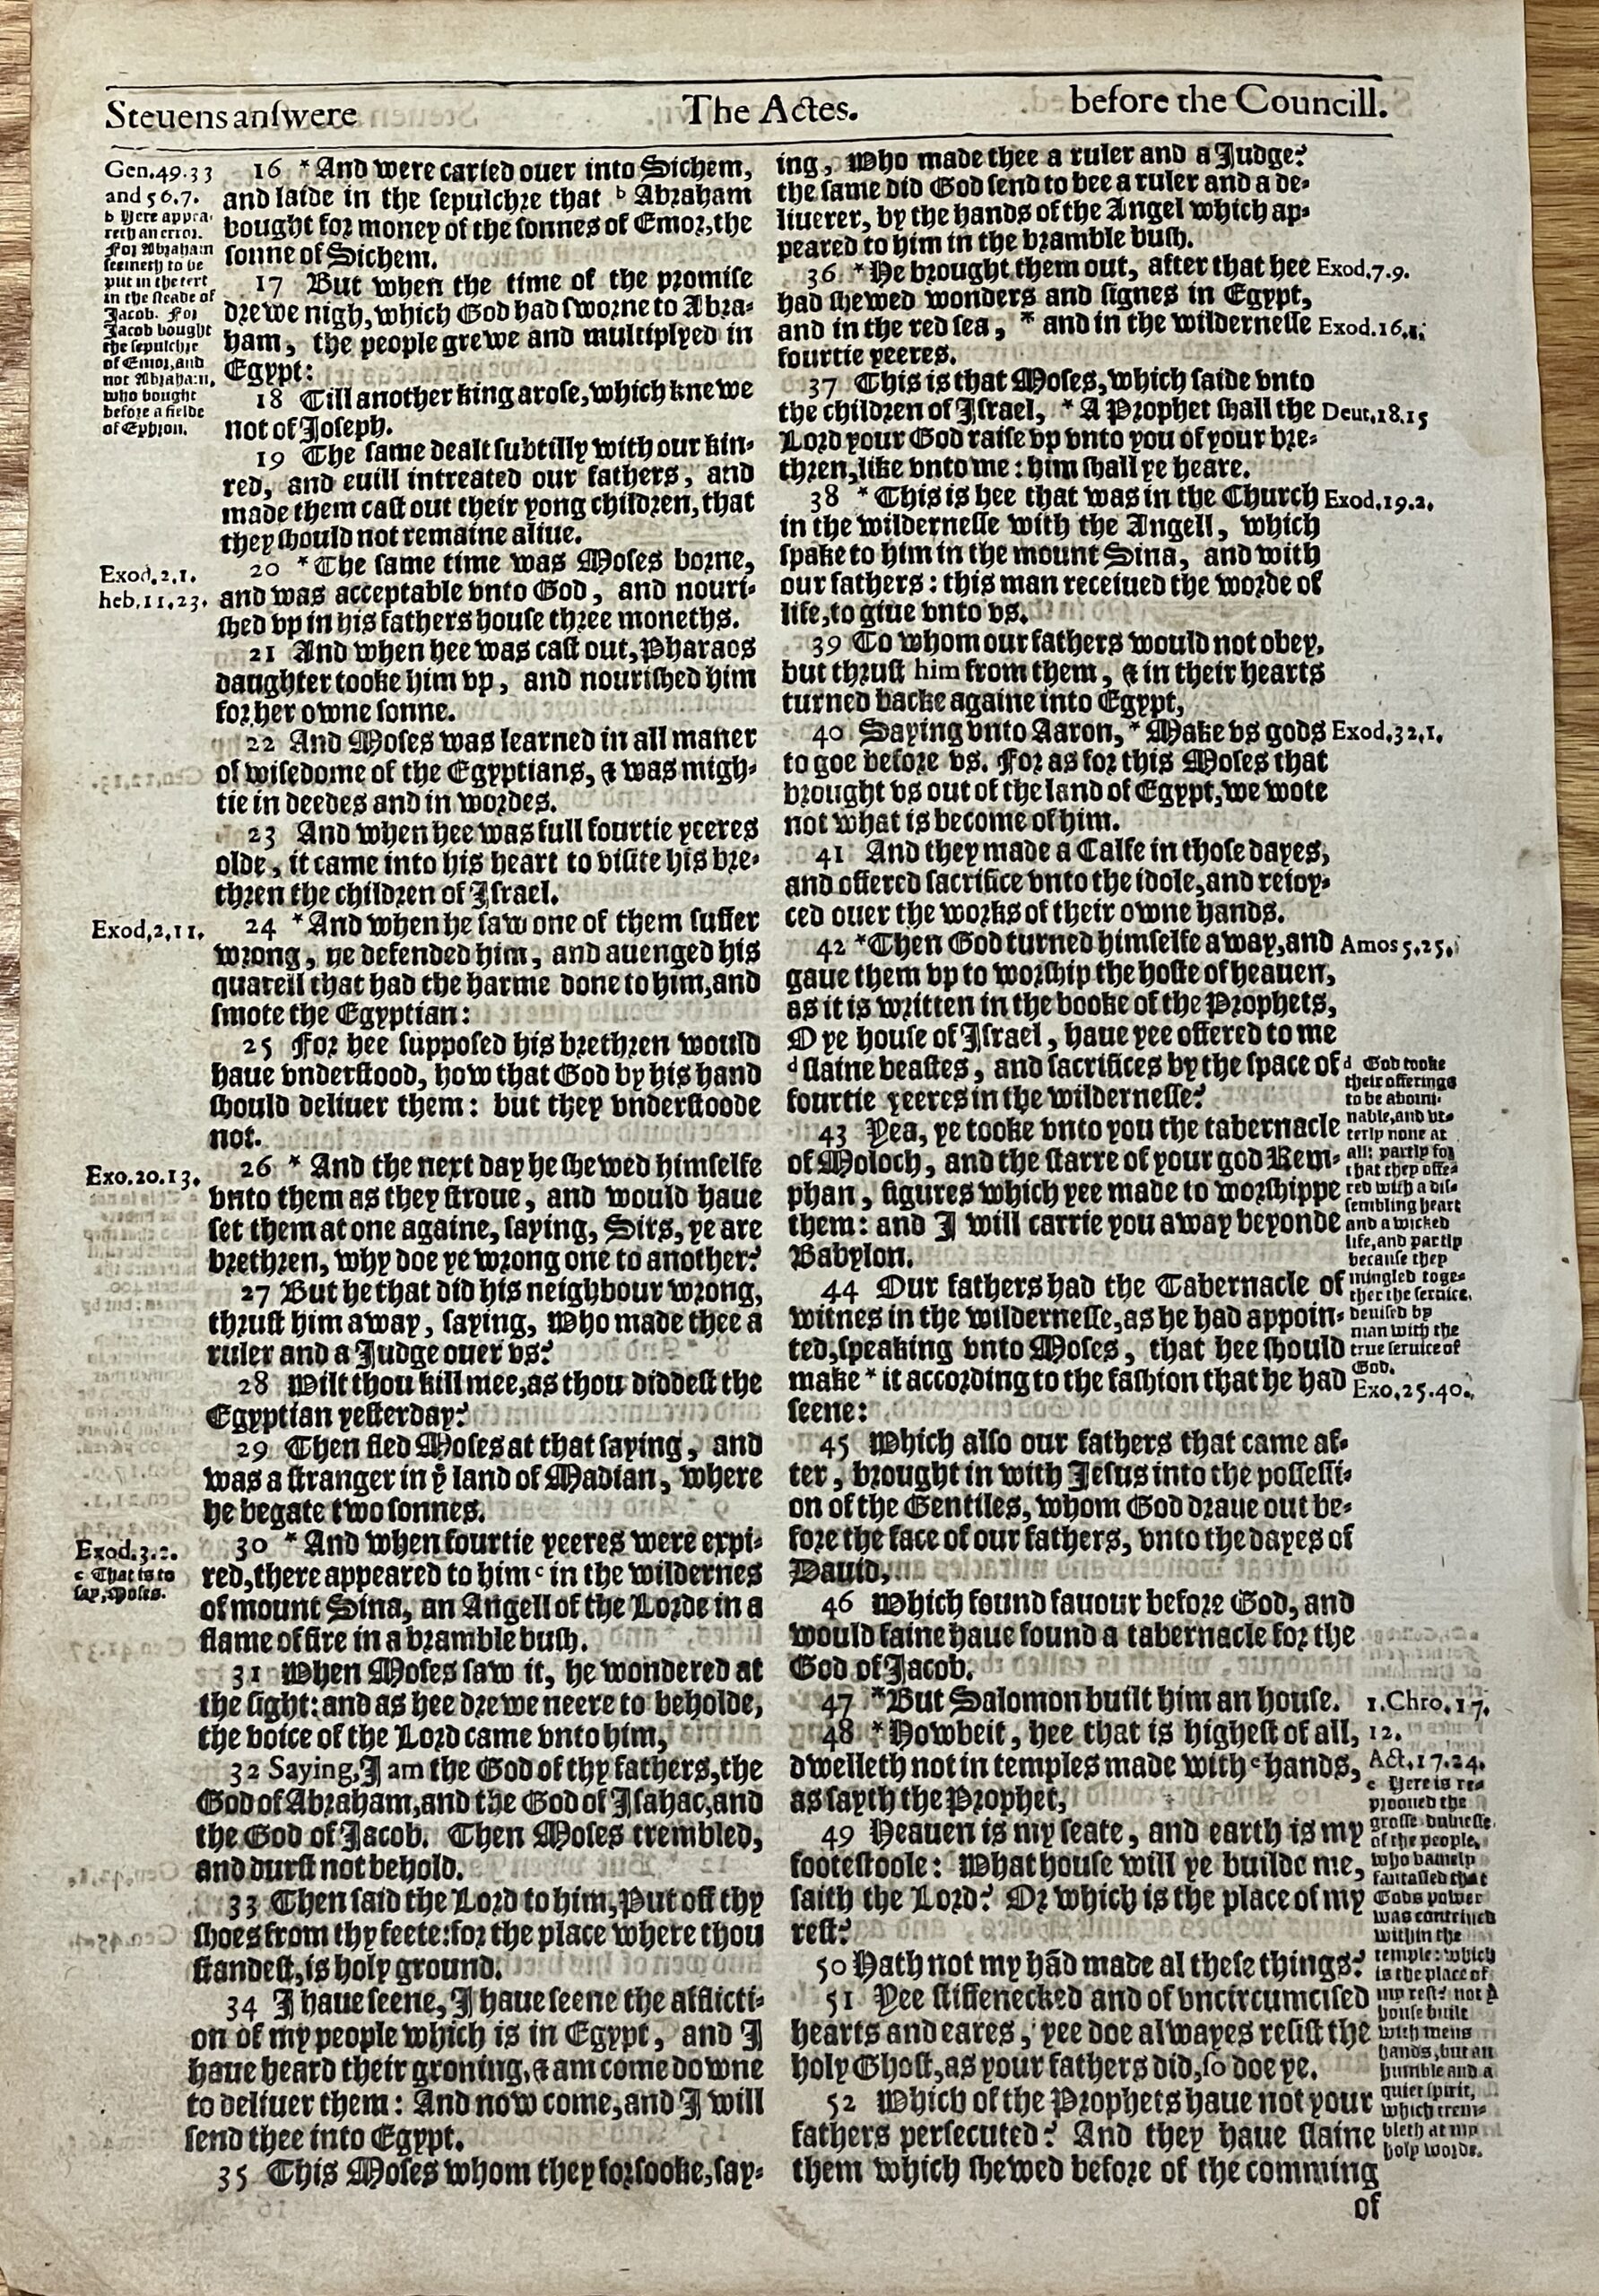 Steuens answere The Actes. before the Councill.
Gen.49.33
and 56.7.
b Here appea-
reth an error.
For Abraham
seemeth to be
put in the text
in the steade of
Jacob. For
Jacob bought
the sepulchre
of Emor, and
not Abraham,
who bought
before a fielde
of Ephron.
Exod.2.1.
heb.11.23.
Exod.2.11.
Exo.20.13.
Exod.3.2.
c That is to
say, Moses.
16 *And were caried ouer into Sichem,
and laide in the sepulchre that b Abraham
bought for money of the sonnes of Emor, the
sonne of Sichem.
17 But when the time of the promise
drewe nigh, which God had sworne to Abra-
ham, the people grewe and multiplyed in
Egypt:
18 Till another king arose, which knewe
not of Joseph.
19 The same dealt subtilly with our kin-
red, and euill intreated our fathers, and
made them cast out their yong children, that
they should not remaine aliue.
20 *The same time was Moses borne,
and was acceptable vnto God, and nouri-
shed vp in his fathers house three moneths.
21 And when hee was cast out, Pharaos
daughter tooke him vp, and nourished him
for her owne sonne.
22 And Moses was learned in all maner
of wisedome of the Egyptians, & was migh-
tie in deedes and in wordes.
23 And when hee was full fourtie yeeres
olde, it came into his heart to visite his bre-
thren the children of Israel.
24 *And when he saw one of them suffer
wrong, he defended him, and auenged his
quarell that had the harme done to him, and
smote the Egyptian:
25 For hee supposed his brethren would
haue vnderstood, how that God by his hand
should deliuer them: but they vnderstoode
not.
26 * And the next day he shewed himselfe
vnto them as they stroue, and would haue
set them at one againe, saying, Sirs, ye are
brethren, why doe ye wrong one to another?
27 But he that did his neighbour wrong,
thrust him away, saying, Who made thee a
ruler and a Judge ouer vs?
28 Wilt thou kill mee, as thou diddest the
Egyptian yesterday?
29 Then fled Moses at that saying, and
was a stranger in yͤ land of Madian, where
he begate two sonnes.
30 *And when fourtie yeeres were expi-
red, there appeared to him c in the wildernes
of mount Sina, an Angell of the Lorde in a
flame of fire in a bramble bush.
31 When Moses saw it, he wondered at
the sight: and as hee drewe neere to beholde,
the voice of the Lord came vnto him,
32 Saying, I am the God of thy fathers, the
God of Abraham, and the God of Isahac, and
the God of Jacob. Then Moses trembled,
and durst not behold.
33 Then said the Lord to him, Put off thy
shoes from thy feete: for the place where thou
standest, is holy ground.
34 I haue seene, I haue seene the afflicti-
on of my people which is in Egypt, and I
haue heard their groning, & am come downe
to deliuer them: And now come, and I will
send thee into Egypt.
35 This Moses whom they forsooke, say-
ing, Who made thee a ruler and a Judge?
the same did God send to bee a ruler and a de-
liuerer, by the hands of the Angel which ap-
peared to him in the bramble bush.
36 *He brought them out, after that hee
had shewed wonders and signes in Egypt,
and in the red sea, * and in the wildernesse
fourtie yeeres.
37 This is that Moses, which saide vnto
the children of Israel, * A Prophet shall the
Lord your God raise vp vnto you of your bre-
thren, like vnto me: him shall ye heare.
38 *This is hee that was in the Church
in the wildernesse with the Angell, which
spake to him in the mount Sina, and with
our fathers: this man receiued the worde of
life, to giue vnto vs.
39 To whom our fathers would not obey,
but thrust him from them, & in their hearts
turned backe againe into Egypt,
40 Saying vnto Aaron, * Make vs gods
to goe before vs. For as for this Moses that
brought vs out of the land of Egypt, we wote
not what is become of him.
41 And they made a Calfe in those dayes,
and offered sacrifice vnto the idole, and reioy-
ced ouer the works of their owne hands.
42 *Then God turned himselfe away, and
gaue them vp to worship the hoste of heauen,
as it is written in the booke of the Prophets,
O ye house of Israel, haue yee offered to me
d slaine beastes, and sacrifices by the space of
fourtie yeeres in the wildernesse?
43 Yea, ye tooke vnto you the tabernacle
of Moloch, and the starre of your god Rem-
phan, figures which yee made to worshippe
them: and I will carrie you away beyonde
Babylon.
44 Our fathers had the Tabernacle of
witnes in the wildernesse, as he had appoin-
ted, speaking vnto Moses, that hee should
make * it according to the fashion that he had
seene:
45 Which also our fathers that came af-
ter, brought in with Jesus into the possessi-
on of the Gentiles, whom God draue out be-
fore the face of our fathers, vnto the dayes of
Dauid,
46 Which found fauour before God, and
would faine haue found a tabernacle for the
God of Jacob.
47 *But Salomon built him an house.
48 *Howbeit, hee that is highest of all,
dwelleth not in temples made with e hands,
as sayth the Prophet,
49 Heauen is my seate, and earth is my
footestoole: What house will ye builde me,
saith the Lord? Or which is the place of my
rest?
50 Hath not my hãd made al these things?
51 Yee stiffenecked and of vncircumcised
hearts and eares, yee doe alwayes resist the
holy Ghost, as your fathers did, so doe ye.
52 Which of the Prophets haue not your
fathers persecuted? And they haue slaine
them which shewed before of the comming
of
Exod.7.9.
Exod.16.1.
Deut.18.15
Exod.19.2.
Exod.32.1.
Amos 5.25.
d God tooke
their offerings
to be abomi-
nable, and vt-
terly none at
all: partly for
that they offe-
red with a dis-
sembling heart
and a wicked
life, and partly
because they
mingled toge-
ther the seruice,
deuised by
man with the
true seruice of
God.
Exo.25.40.
1.Chro.17.
12.
Act.17.24.
e Here is re-
prooued the
grosse dulnesse
of the people,
who vainely
fantasied that
Gods power
was conteined
within the
temple: which
is the place of
my rest? not yͤ
house built
with mens
hands, but an
humble and a
quiet spirit,
which trem-
bleth at my
holy words.